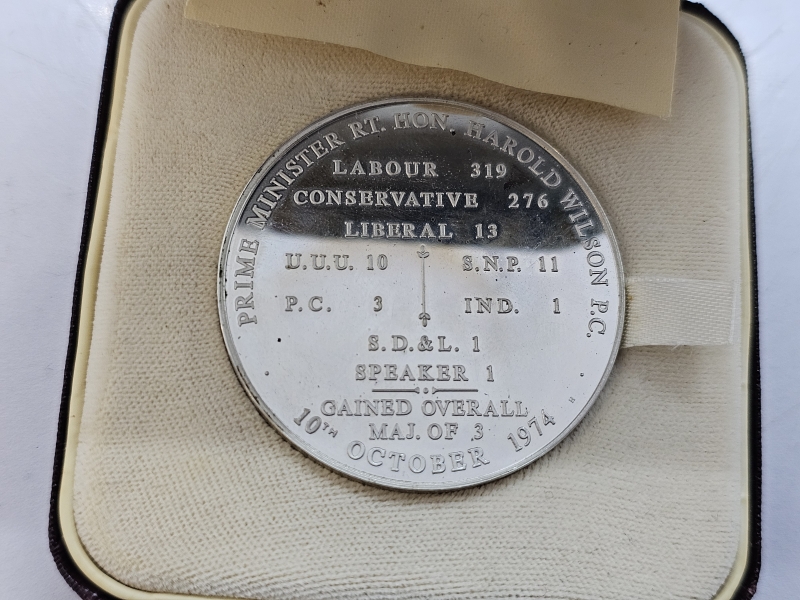 PRIME MINISTER RT. HON. HAROLD WILSON P.C.
LABOUR 319
CONSERVATIVE 276
LIBERAL 13
U.U.U. 10 S.N.P. 11
P.C. 3 IND. 1
S.D.&L. 1
SPEAKER 1
GAINED OVERALL
MAJ. OF 3
10TH OCTOBER 1974